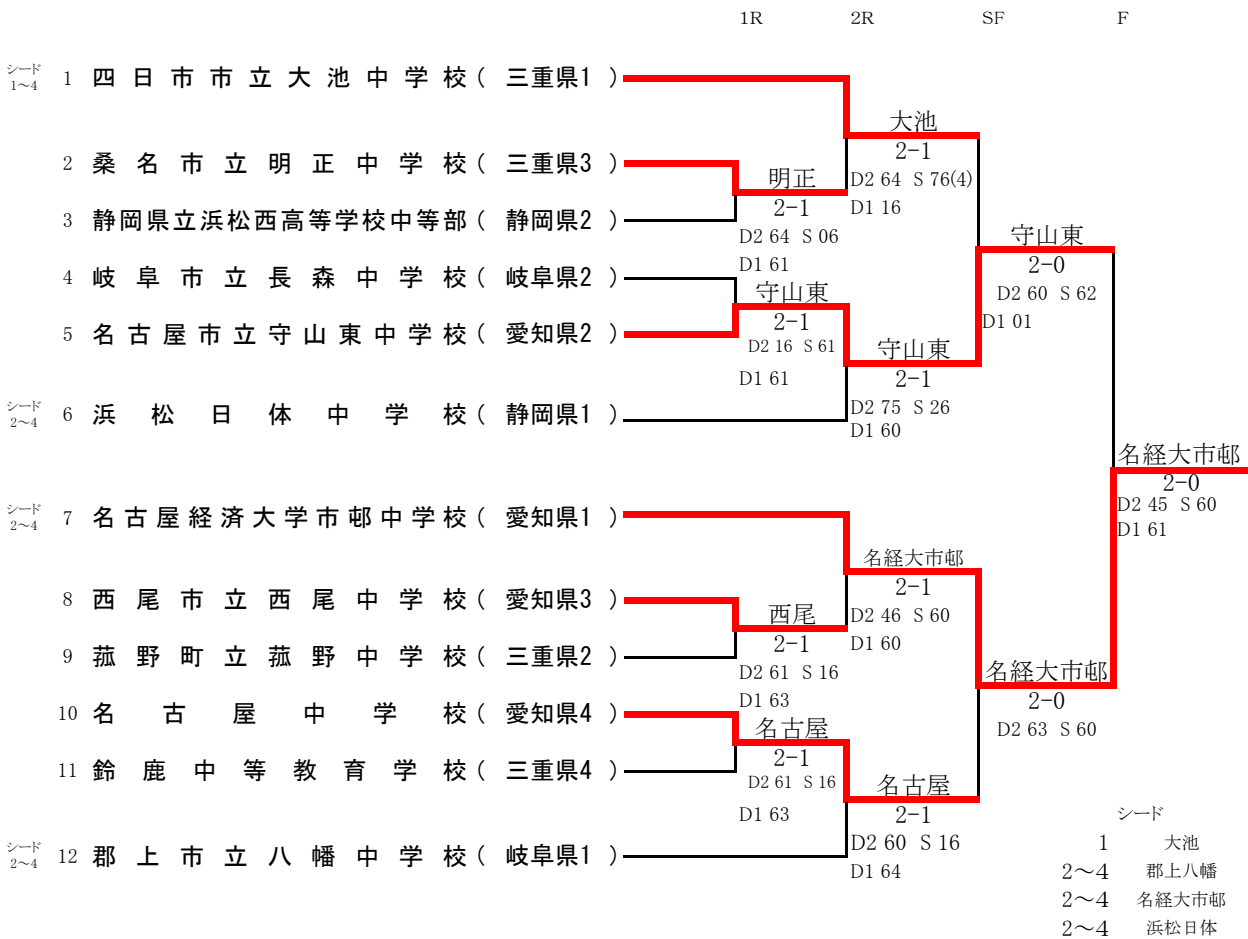 1R 2R SF F
シード
1～4
1 四日市市立大池中学校 ( 三重県1 )
大池
2-1
D2 64 S 76(4)
D1 16
2 桑名市立明正中学校 ( 三重県3 )
明正
2-1
D2 64 S 06
D1 61
3 静岡県立浜松西高等学校中等部 ( 静岡県2 )
守山東
2-0
D2 60 S 62
D1 01
4 岐阜市立長森中学校 ( 岐阜県2 )
守山東
2-1
D2 16 S 61
D1 61
5 名古屋市立守山東中学校 ( 愛知県2 )
守山東
2-1
D2 75 S 26
D1 60
シード
2～4
6 浜松日体中学校 ( 静岡県1 )
名経大市邨
2-0
D2 45 S 60
D1 61
シード
2～4
7 名古屋経済大学市邨中学校 ( 愛知県1 )
名経大市邨
2-1
D2 46 S 60
D1 60
8 西尾市立西尾中学校 ( 愛知県3 )
西尾
2-1
D2 61 S 16
D1 63
9 菰野町立菰野中学校 ( 三重県2 )
名経大市邨
2-0
D2 63 S 60
10 名古屋中学校 ( 愛知県4 )
名古屋
2-1
D2 61 S 16
D1 63
11 鈴鹿中等教育学校 ( 三重県4 )
名古屋
2-1
D2 60 S 16
D1 64
シード
2～4
12 郡上市立八幡中学校 ( 岐阜県1 )
シード
1 大池
2～4 郡上八幡
2～4 名経大市邨
2～4 浜松日体